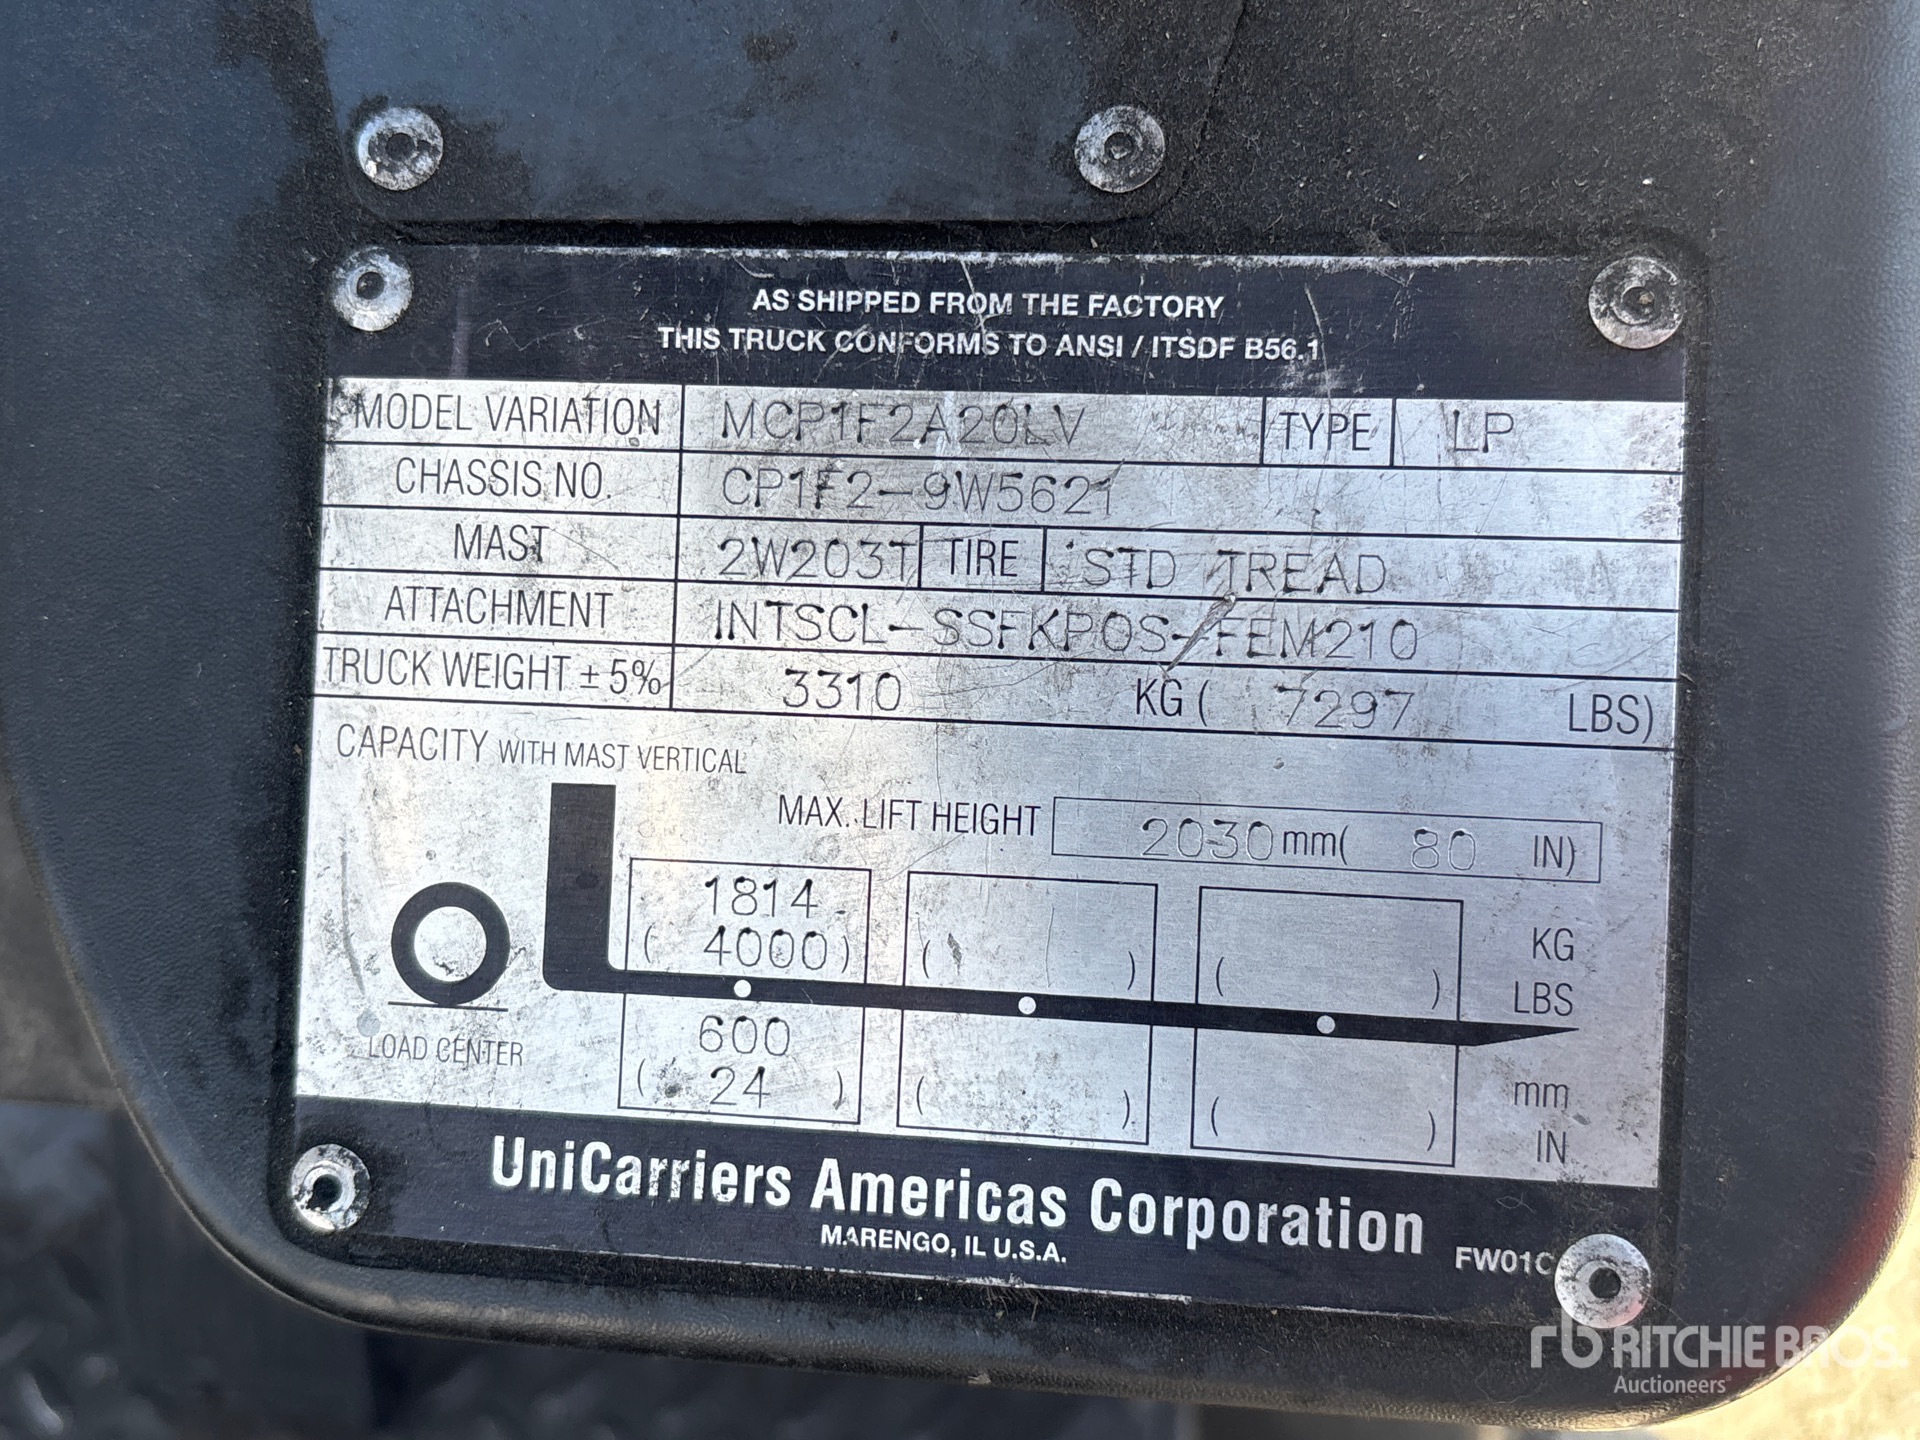 AS SHIPPED FROM THE FACTORY
THIS TRUCK CONFORMS TO ANSI / ITSDF B56.1
MODEL VARIATION MCP1F2A20LV TYPE LP
CHASSIS NO. CP1F2-9W5621
MAST 2W203T TIRE STD TREAD
ATTACHMENT INTSCL-SSFKPOS-FEM210
TRUCK WEIGHT ± 5% 3310 KG ( 7297 LBS)
CAPACITY WITH MAST VERTICAL
MAX. LIFT HEIGHT 2030 mm( 80 IN)
1814 KG
( 4000 ) ( ) ( ) LBS
LOAD CENTER 600 mm
( 24 ) ( ) ( ) IN
UniCarriers Americas Corporation
MARENGO, IL U.S.A.
FW01C
rb RITCHIE BROS.
Auctioneers